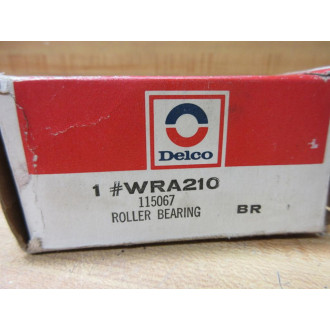 Delco
1 #WRA210
115067
ROLLER BEARING
BR